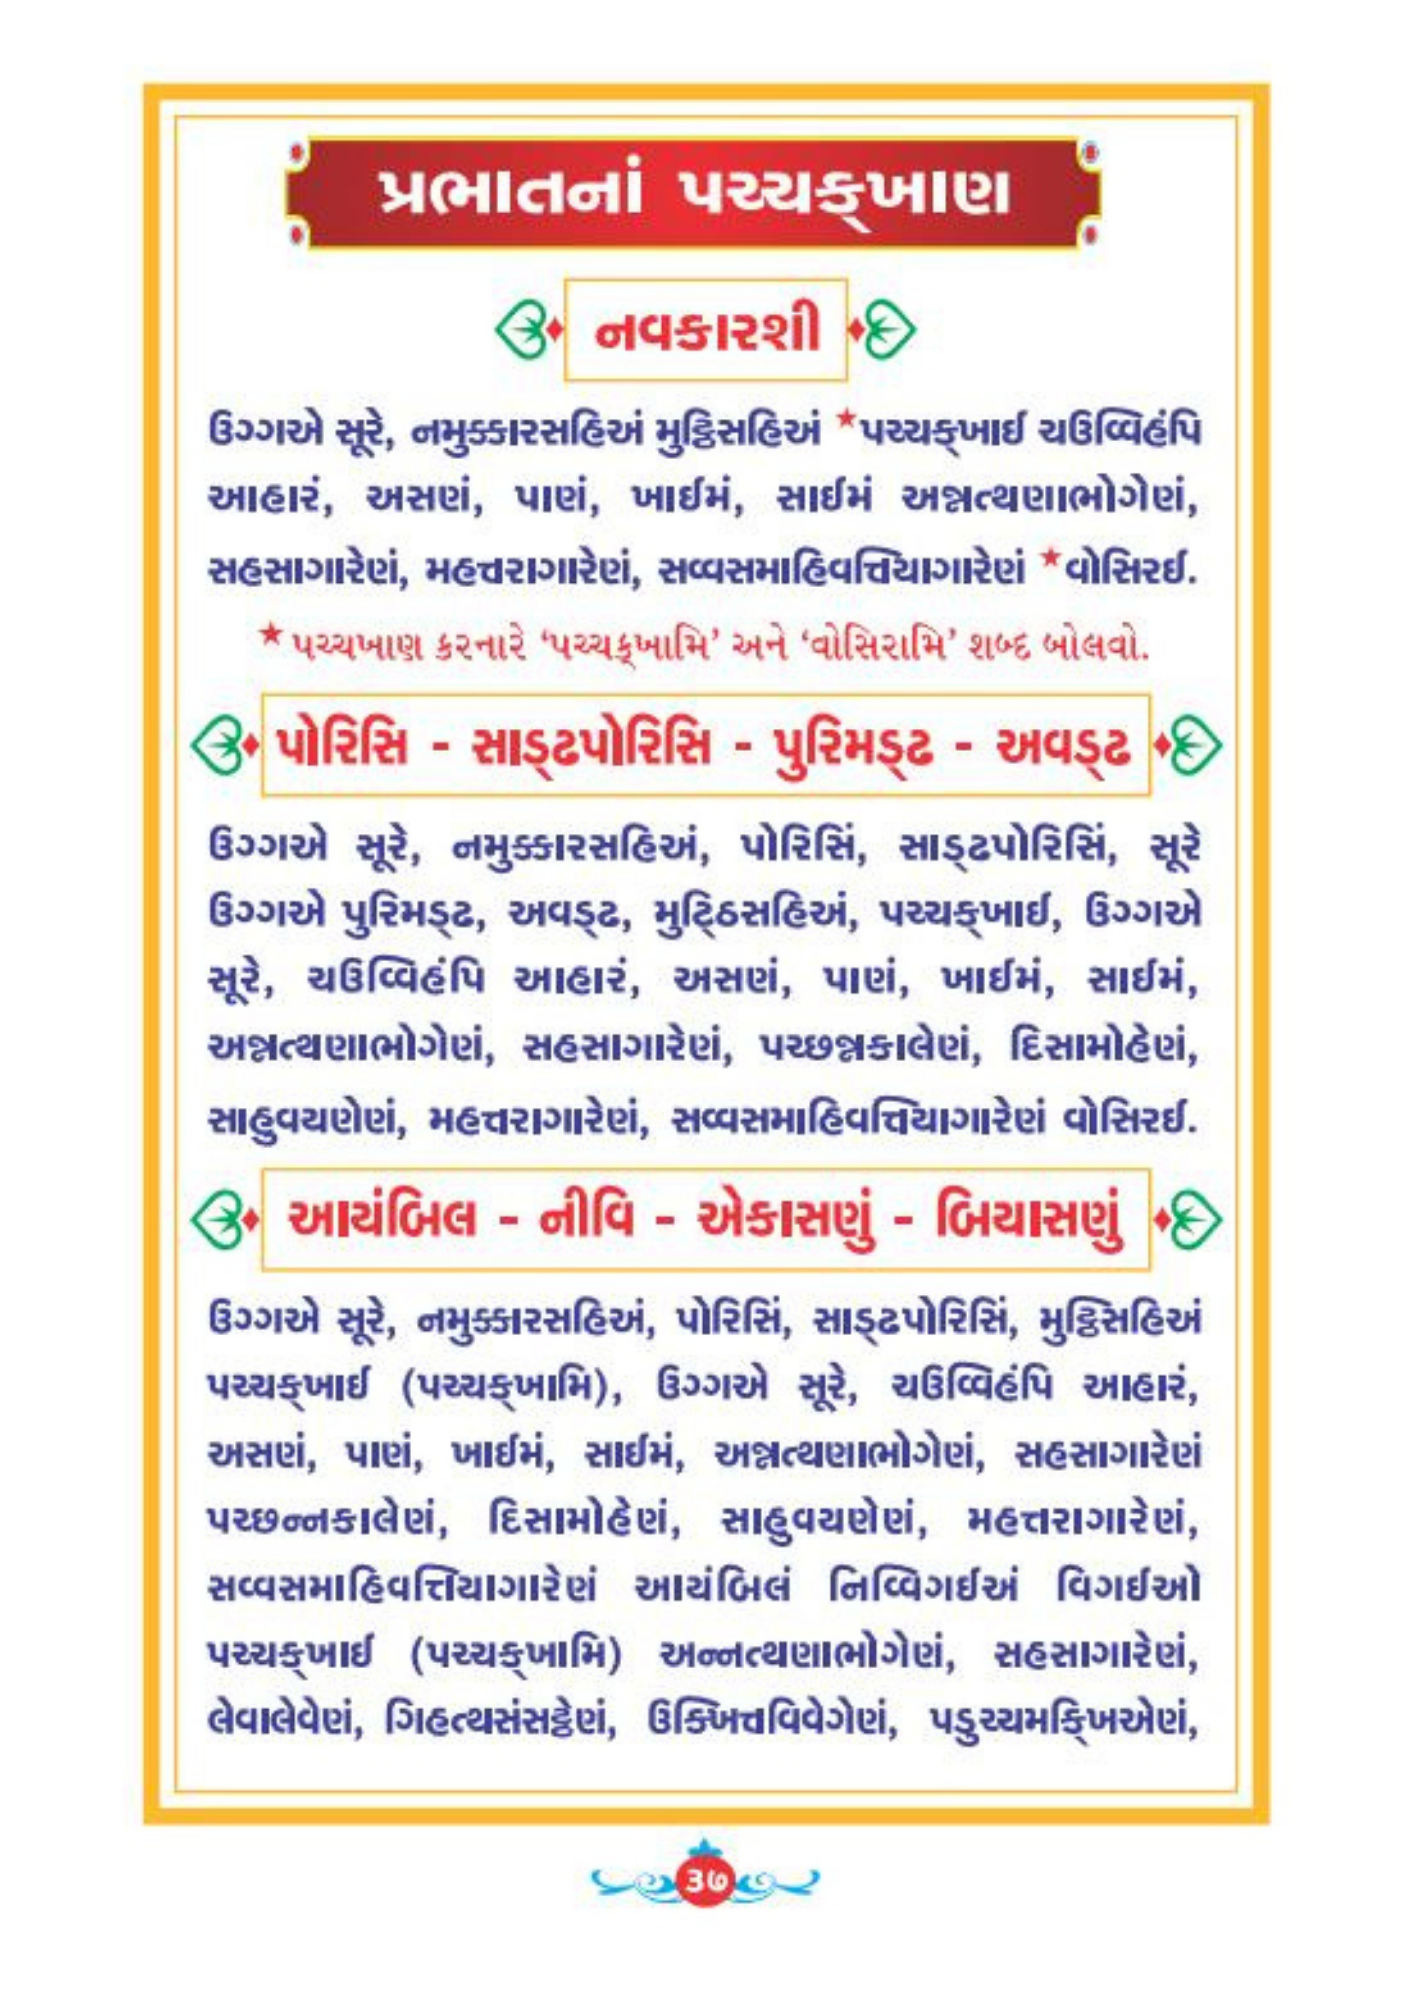 પ્રભાતનાં પચ્ચક્‌ખાણ
નવકારશી
ઉગ્ગએ સૂરે, નમુક્કારસહિઅં મુટ્ઠિસહિઅં *પચ્ચક્‌ખાઈ ચઉવ્વિહંપિ
આહારં, અસણં, પાણં, ખાઈમં, સાઈમં અન્નત્થણાભોગેણં,
સહસાગારેણં, મહત્તરાગારેણં, સવ્વસમાહિવત્તિયાગારેણં *વોસિરઈ.
* પચ્ચખાણ કરનારે ‘પચ્ચક્‌ખામિ’ અને ‘વોસિરામિ’ શબ્દ બોલવો.
પોરિસિ - સાડ્‌ઢપોરિસિ - પુરિમડ્‌ઢ - અવડ્‌ઢ
ઉગ્ગએ સૂરે, નમુક્કારસહિઅં, પોરિસિં, સાડ્‌ઢપોરિસિં, સૂરે
ઉગ્ગએ પુરિમડ્‌ઢ, અવડ્‌ઢ, મુટ્‌ઠિસહિઅં, પચ્ચક્‌ખાઈ, ઉગ્ગએ
સૂરે, ચઉવ્વિહંપિ આહારં, અસણં, પાણં, ખાઈમં, સાઈમં,
અન્નત્થણાભોગેણં, સહસાગારેણં, પચ્છન્નકાલેણં, દિસામોહેણં,
સાહુવયણેણં, મહત્તરાગારેણં, સવ્વસમાહિવત્તિયાગારેણં વોસિરઈ.
આયંબિલ - નીવિ - એકાસણું - બિયાસણું
ઉગ્ગએ સૂરે, નમુક્કારસહિઅં, પોરિસિં, સાડ્‌ઢપોરિસિં, મુટ્ઠિસહિઅં
પચ્ચક્‌ખાઈ (પચ્ચક્‌ખામિ), ઉગ્ગએ સૂરે, ચઉવ્વિહંપિ આહારં,
અસણં, પાણં, ખાઈમં, સાઈમં, અન્નત્થણાભોગેણં, સહસાગારેણં
પચ્છન્નકાલેણં, દિસામોહેણં, સાહુવયણેણં, મહત્તરાગારેણં,
સવ્વસમાહિવત્તિયાગારેણં આયંબિલં નિવ્વિગઈઅં વિગઈઓ
પચ્ચક્‌ખાઈ (પચ્ચક્‌ખામિ) અન્નત્થણાભોગેણં, સહસાગારેણં,
લેવાલેવેણં, ગિહત્થસંસટ્ઠેણં, ઉક્ખિત્તવિવેગેણં, પડુચ્ચમક્‌ખિએણં,
૩૭